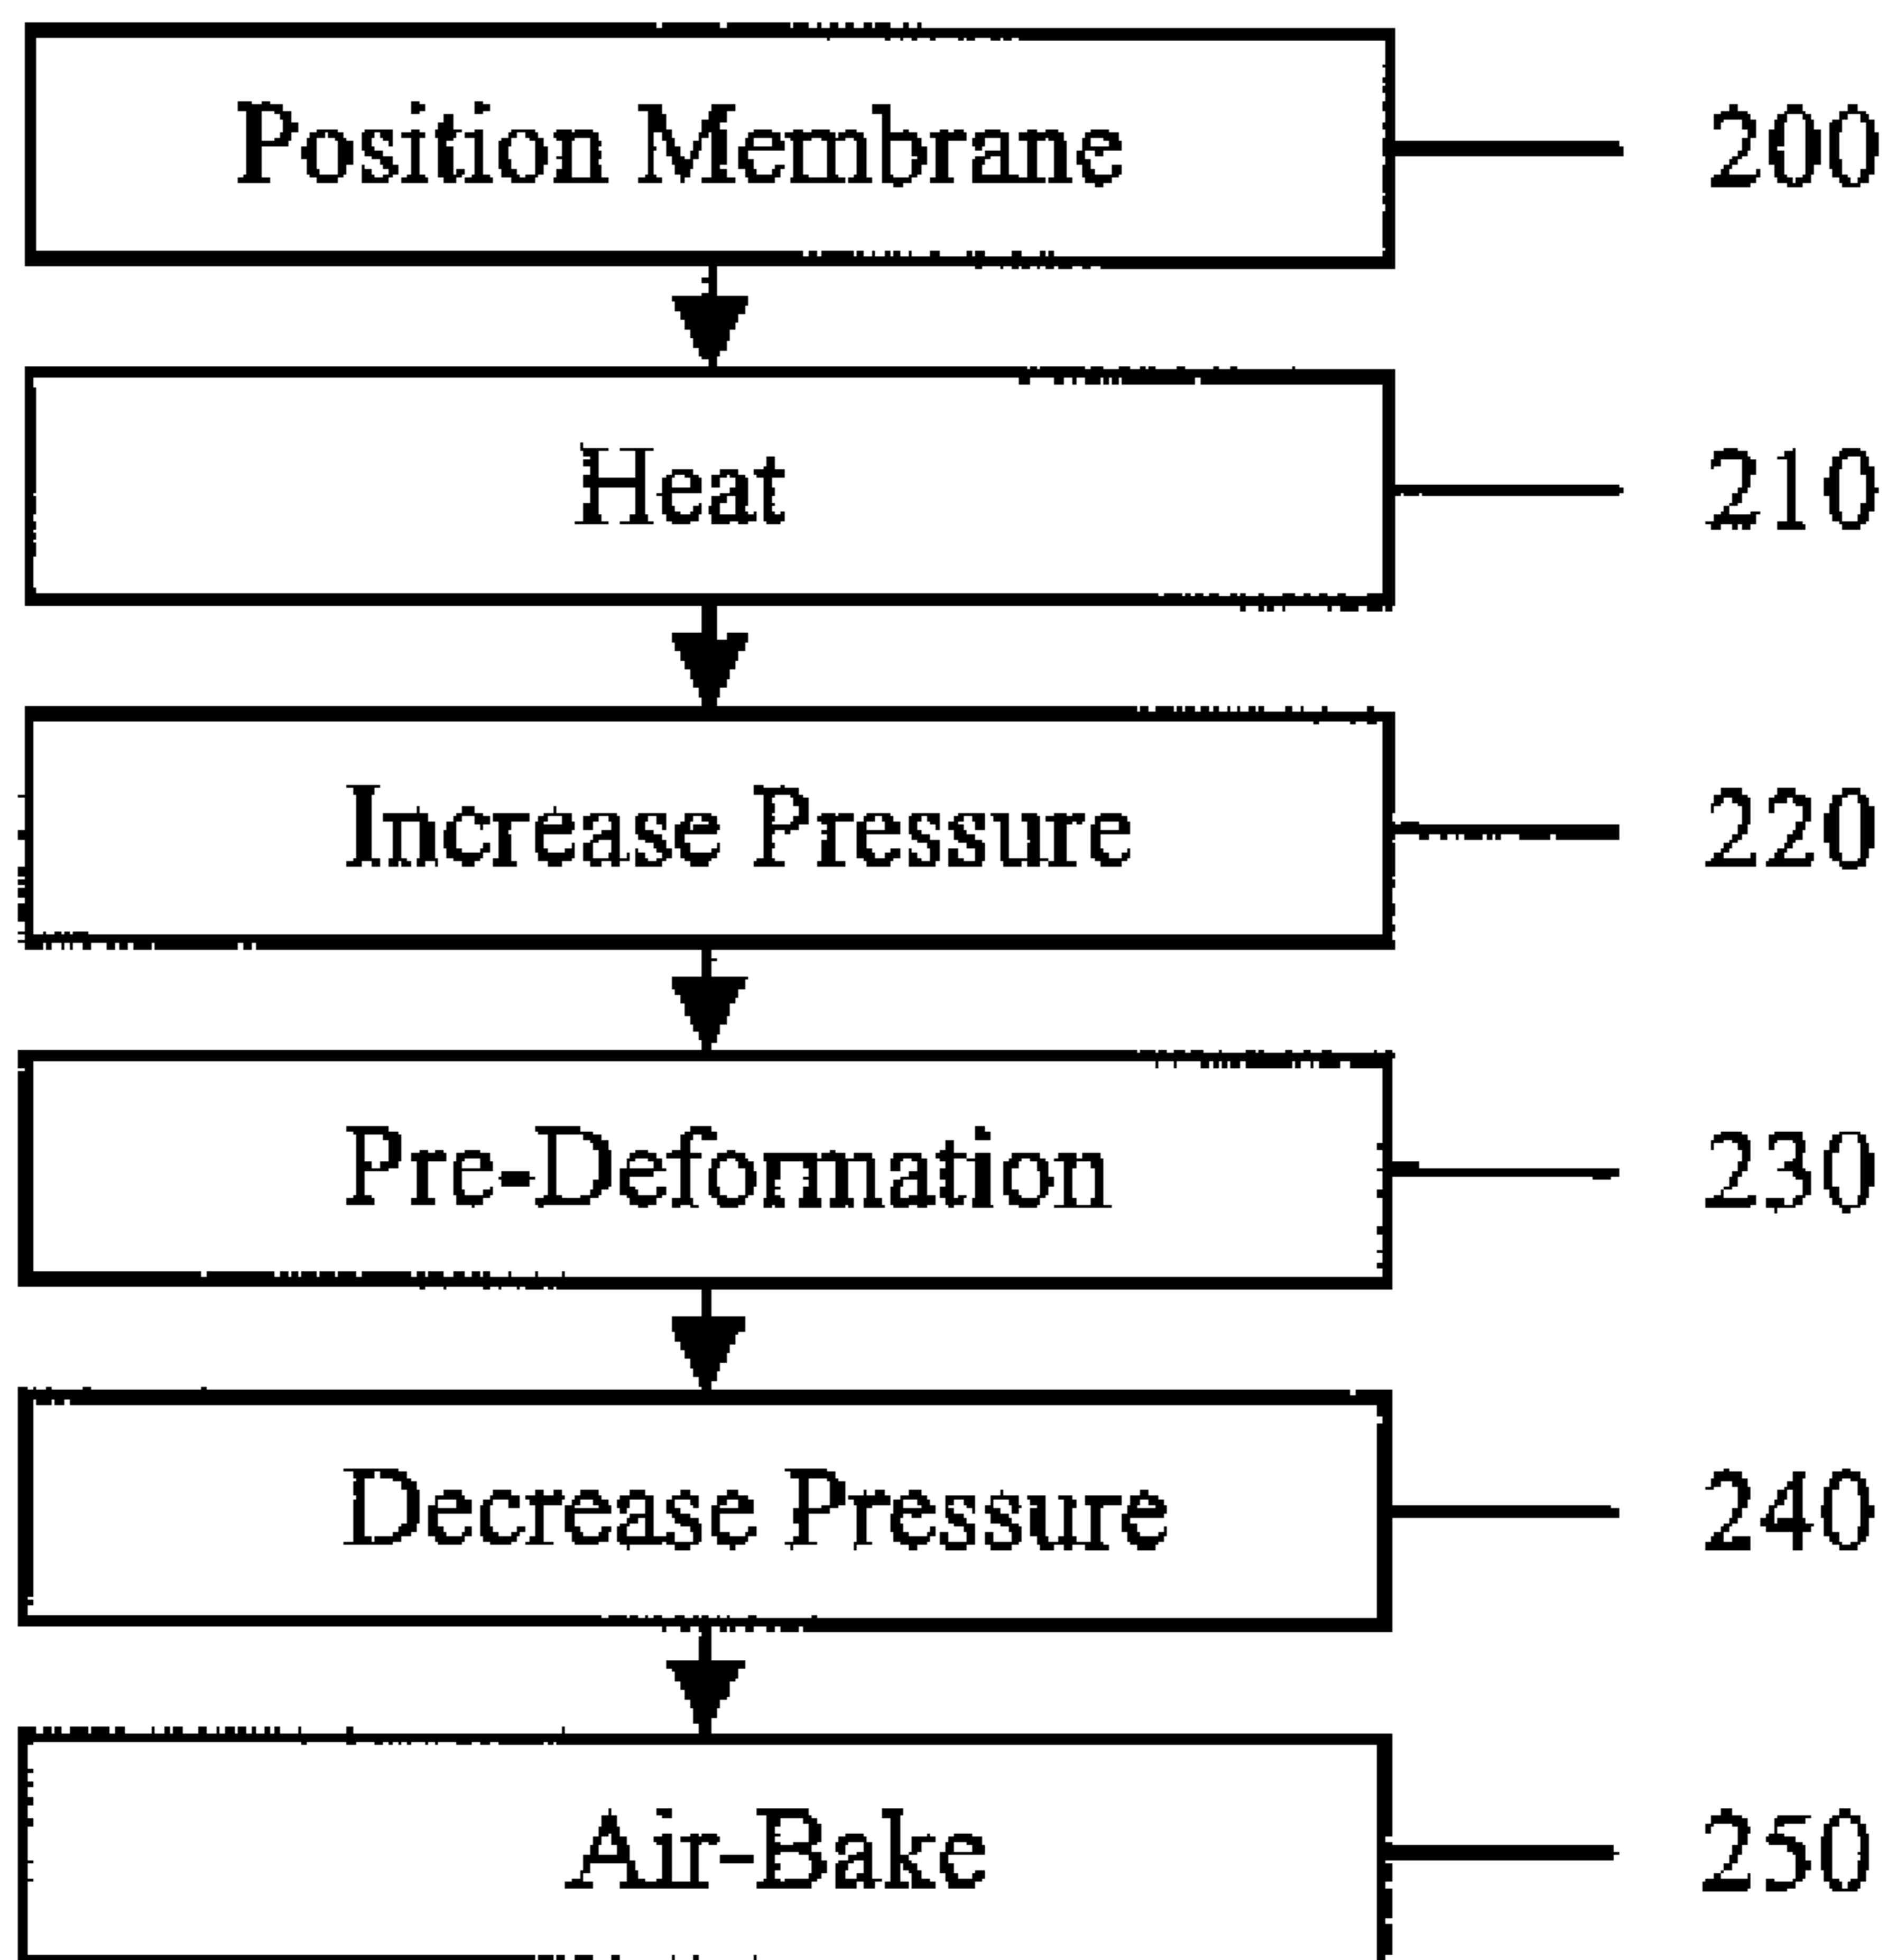 Position Membrane 200
Heat 210
Increase Pressure 220
Pre-Deformation 230
Decrease Pressure 240
Air-Bake 250